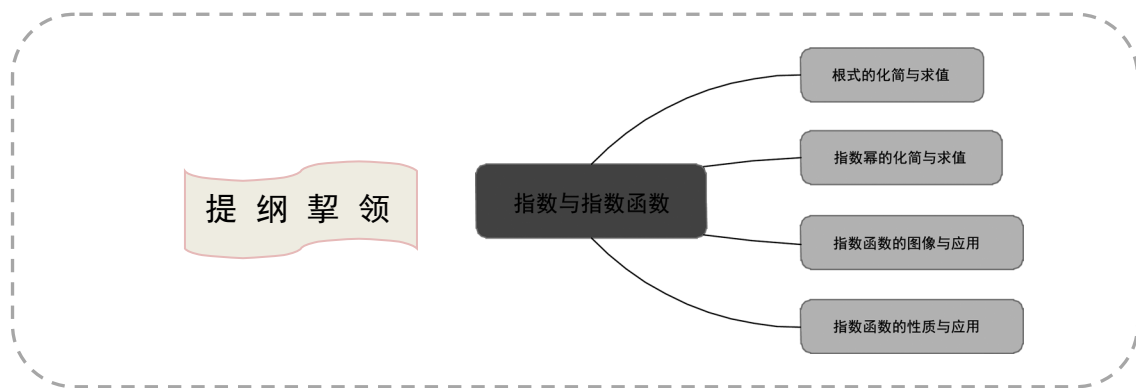 提纲挈领
指数与指数函数
根式的化简与求值
指数幂的化简与求值
指数函数的图像与应用
指数函数的性质与应用